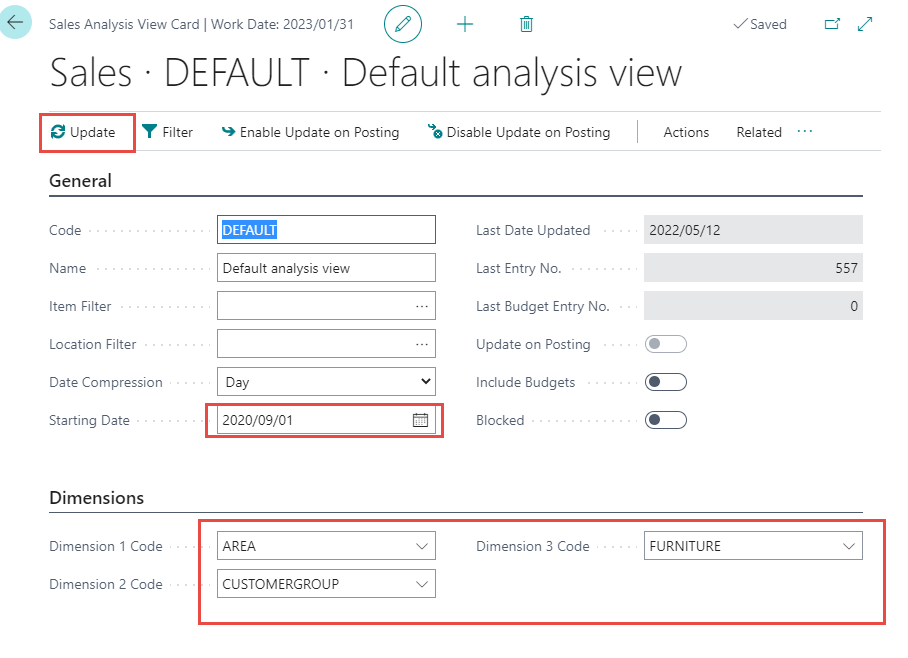 Sales Analysis View Card | Work Date: 2023/01/31
Saved
Sales · DEFAULT · Default analysis view
Update Filter Enable Update on Posting Disable Update on Posting Actions Related ···
General
Code DEFAULT Last Date Updated 2022/05/12
Name Default analysis view Last Entry No. 557
Item Filter ··· Last Budget Entry No. 0
Location Filter ··· Update on Posting
Date Compression Day Include Budgets
Starting Date 2020/09/01 Blocked
Dimensions
Dimension 1 Code AREA Dimension 3 Code FURNITURE
Dimension 2 Code CUSTOMERGROUP